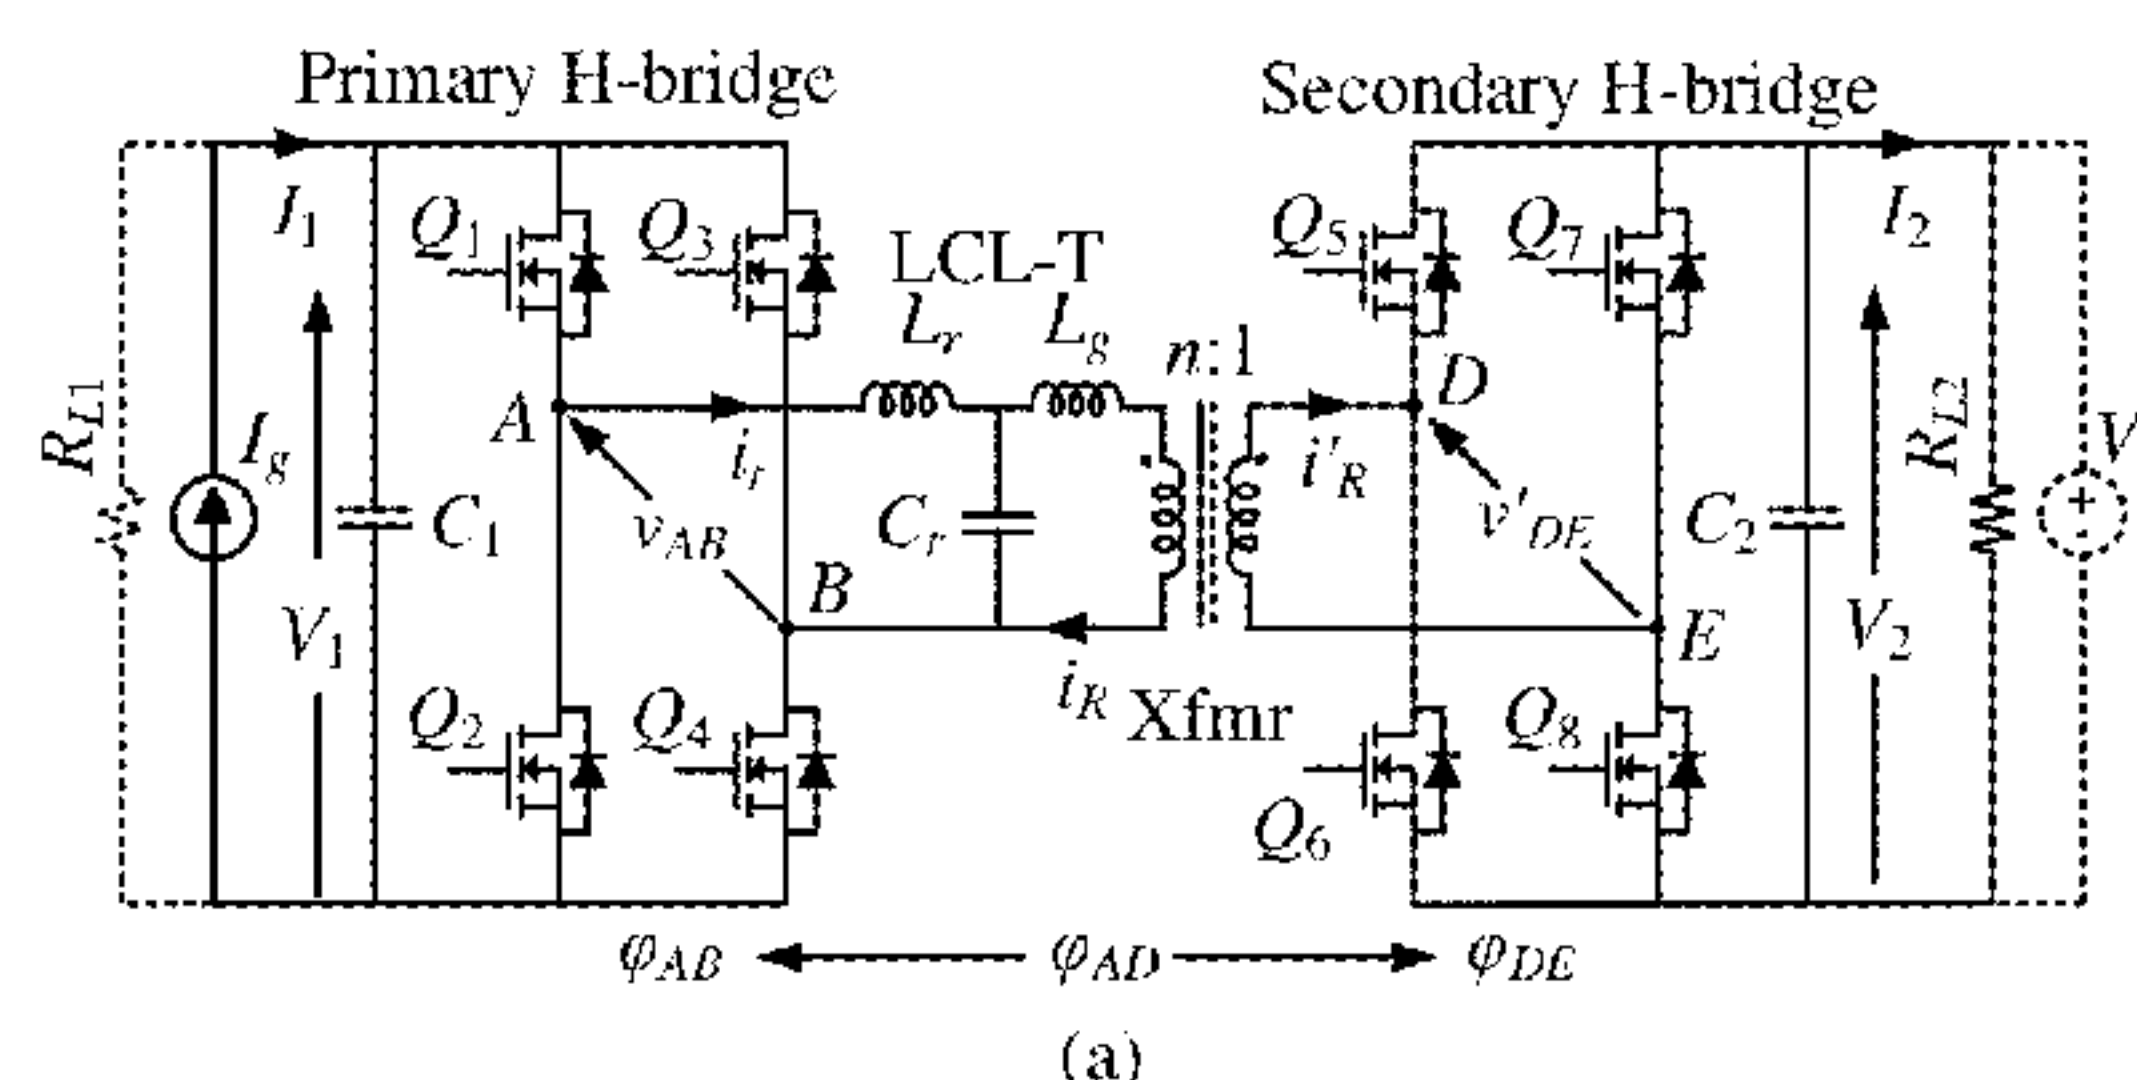 Primary H-bridge
Secondary H-bridge
I1
Q1
Q3
LCL-T
Lr
Lg
n:1
Q5
Q7
I2
RL1
Ig
A
ir
D
i'R
RL2
V
C1
vAB
Cr
v'DE
C2
V1
B
E
V2
iR
Xfmr
Q2
Q4
Q6
Q8
φAB
φAD
φDE
(a)